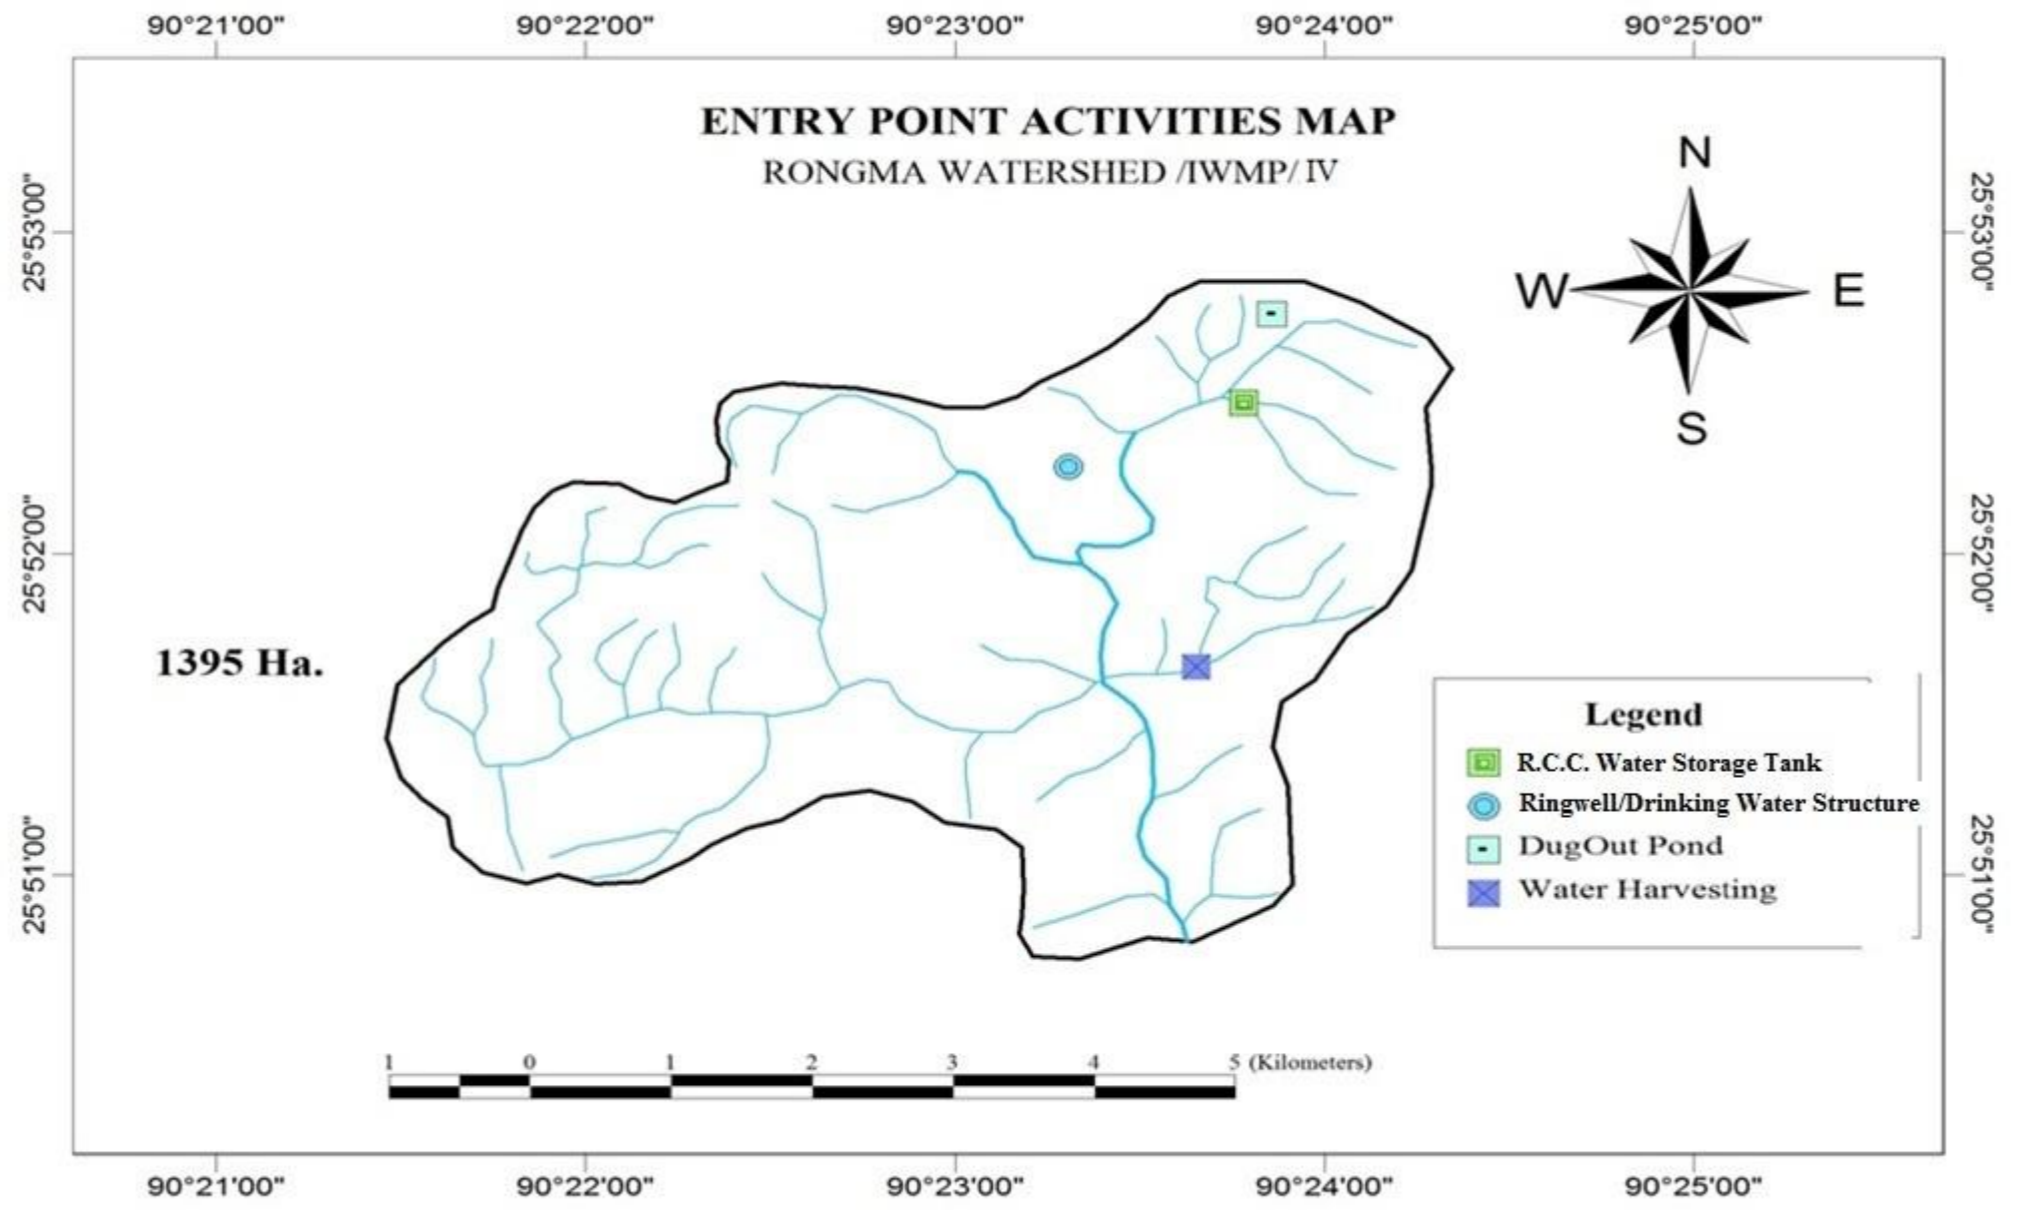 90°21'00" 90°22'00" 90°23'00" 90°24'00" 90°25'00"
ENTRY POINT ACTIVITIES MAP
RONGMA WATERSHED /IWMP/ IV
N
W E
S
25°53'00" 25°53'00"
25°52'00" 25°52'00"
1395 Ha.
Legend
R.C.C. Water Storage Tank
Ringwell/Drinking Water Structure
DugOut Pond
Water Harvesting
25°51'00" 25°51'00"
1 0 1 2 3 4 5 (Kilometers)
90°21'00" 90°22'00" 90°23'00" 90°24'00" 90°25'00"